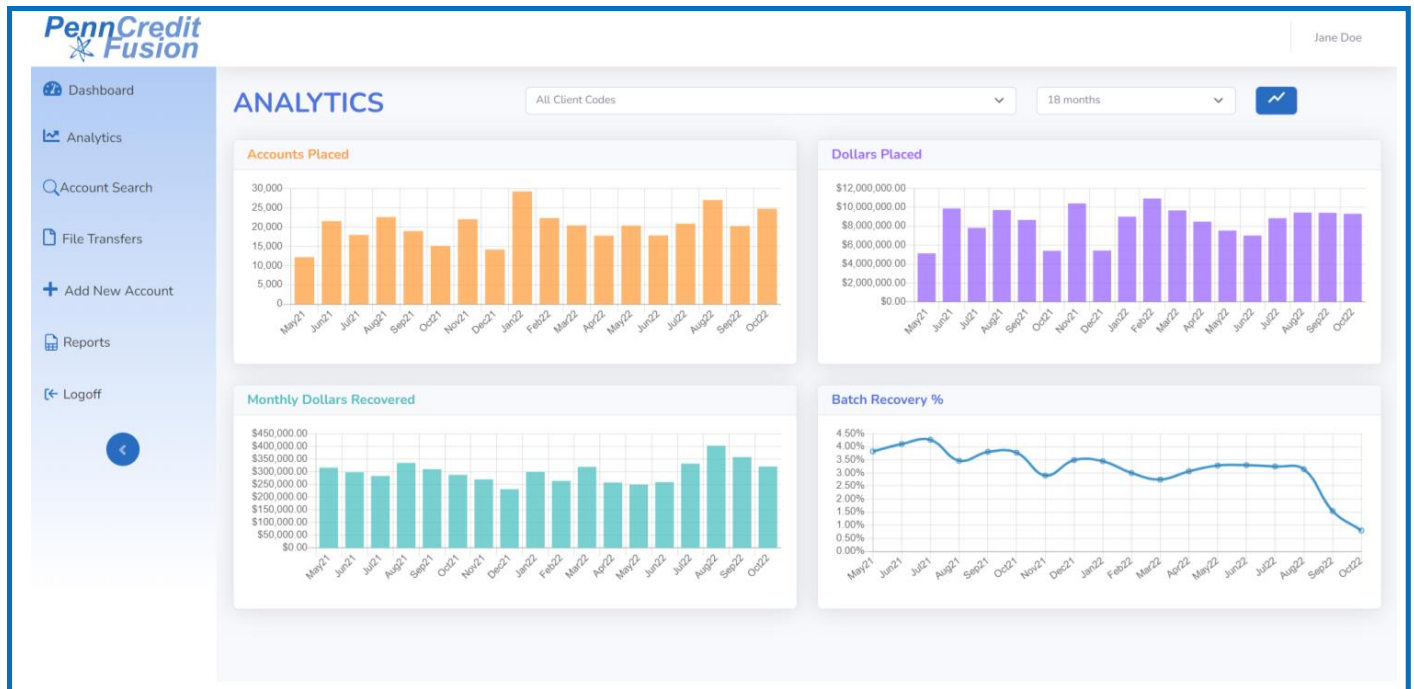 PennCredit
Fusion
Jane Doe
Dashboard
Analytics
Account Search
File Transfers
Add New Account
Reports
Logoff
ANALYTICS
All Client Codes
18 months
Accounts Placed
30,000
25,000
20,000
15,000
10,000
5,000
0
May21 Jun21 Jul21 Aug21 Sep21 Oct21 Nov21 Dec21 Jan22 Feb22 Mar22 Apr22 May22 Jun22 Jul22 Aug22 Sep22 Oct22
Dollars Placed
$12,000,000.00
$10,000,000.00
$8,000,000.00
$6,000,000.00
$4,000,000.00
$2,000,000.00
$0.00
May21 Jun21 Jul21 Aug21 Sep21 Oct21 Nov21 Dec21 Jan22 Feb22 Mar22 Apr22 May22 Jun22 Jul22 Aug22 Sep22 Oct22
Monthly Dollars Recovered
$450,000.00
$400,000.00
$350,000.00
$300,000.00
$250,000.00
$200,000.00
$150,000.00
$100,000.00
$50,000.00
$0.00
May21 Jun21 Jul21 Aug21 Sep21 Oct21 Nov21 Dec21 Jan22 Feb22 Mar22 Apr22 May22 Jun22 Jul22 Aug22 Sep22 Oct22
Batch Recovery %
4.50%
4.00%
3.50%
3.00%
2.50%
2.00%
1.50%
1.00%
0.50%
0.00%
May21 Jun21 Jul21 Aug21 Sep21 Oct21 Nov21 Dec21 Jan22 Feb22 Mar22 Apr22 May22 Jun22 Jul22 Aug22 Sep22 Oct22